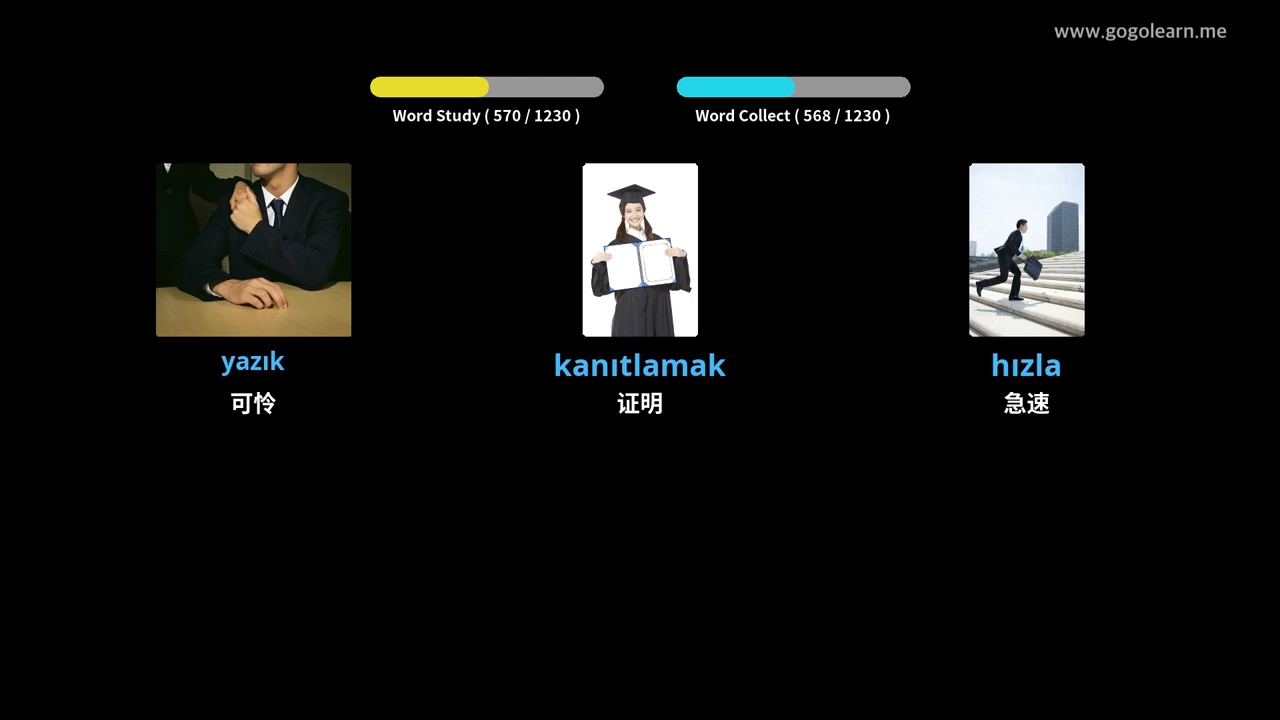 www.gogolearn.me
Word Study ( 570 / 1230 )
Word Collect ( 568 / 1230 )
yazık
kanıtlamak
hızla
可怜
证明
急速